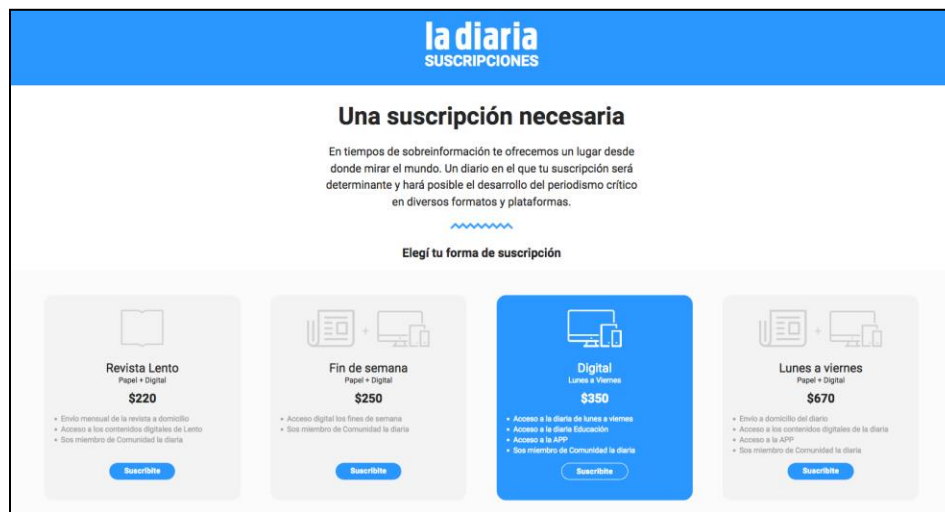 la diaria
SUSCRIPCIONES
Una suscripción necesaria
En tiempos de sobreinformación te ofrecemos un lugar desde
donde mirar el mundo. Un diario en el que tu suscripción será
determinante y hará posible el desarrollo del periodismo crítico
en diversos formatos y plataformas.
Elegí tu forma de suscripción
Revista Lento
Papel + Digital
$220
• Envío mensual de la revista a domicilio
• Acceso a los contenidos digitales de Lento
• Sos miembro de Comunidad la diaria
Suscribite
Fin de semana
Papel + Digital
$250
• Acceso digital los fines de semana
• Sos miembro de Comunidad la diaria
Suscribite
Digital
Lunes a Viernes
$350
• Acceso a la diaria de lunes a viernes
• Acceso a la diaria Educación
• Acceso a la APP
• Sos miembro de Comunidad la diaria
Suscribite
Lunes a viernes
Papel + Digital
$670
• Envío a domicilio del diario
• Acceso a los contenidos digitales de la diaria
• Acceso a la APP
• Sos miembro de Comunidad la diaria
Suscribite